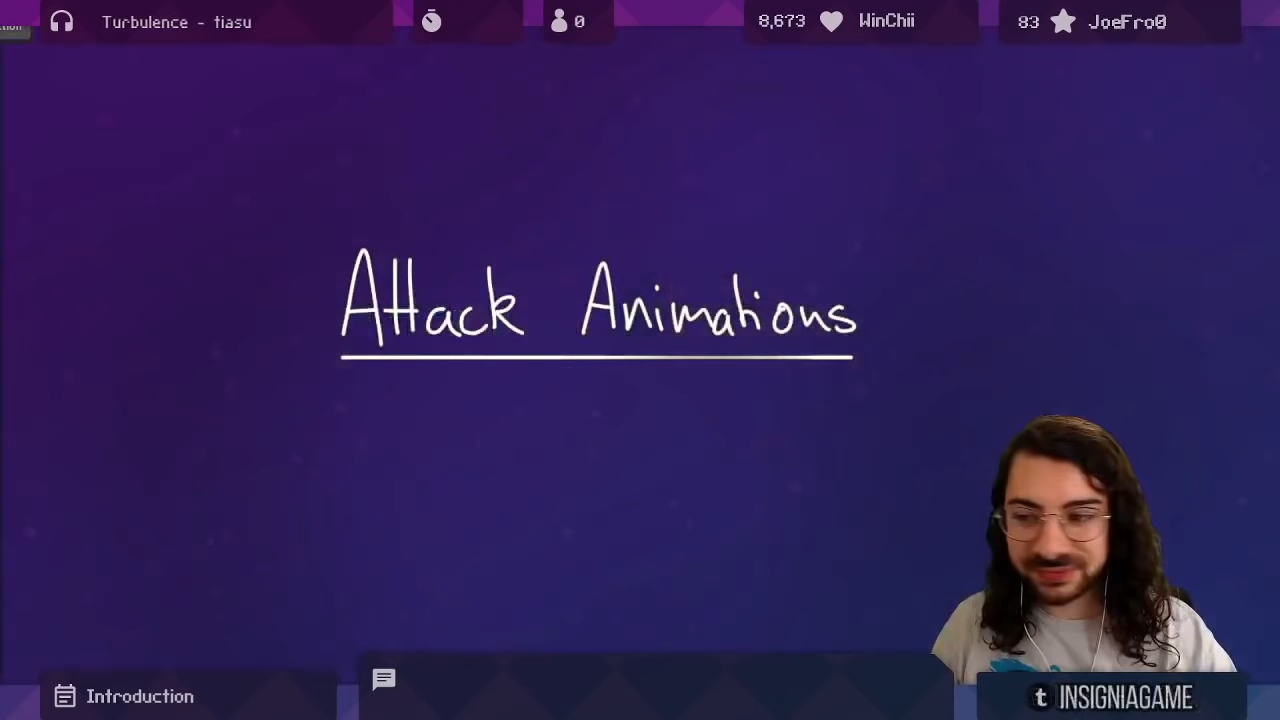 Turbulence - tiasu
0
8,673 WinChii
83 JoeFro0
Attack Animations
Introduction
t INSIGNIAGAME